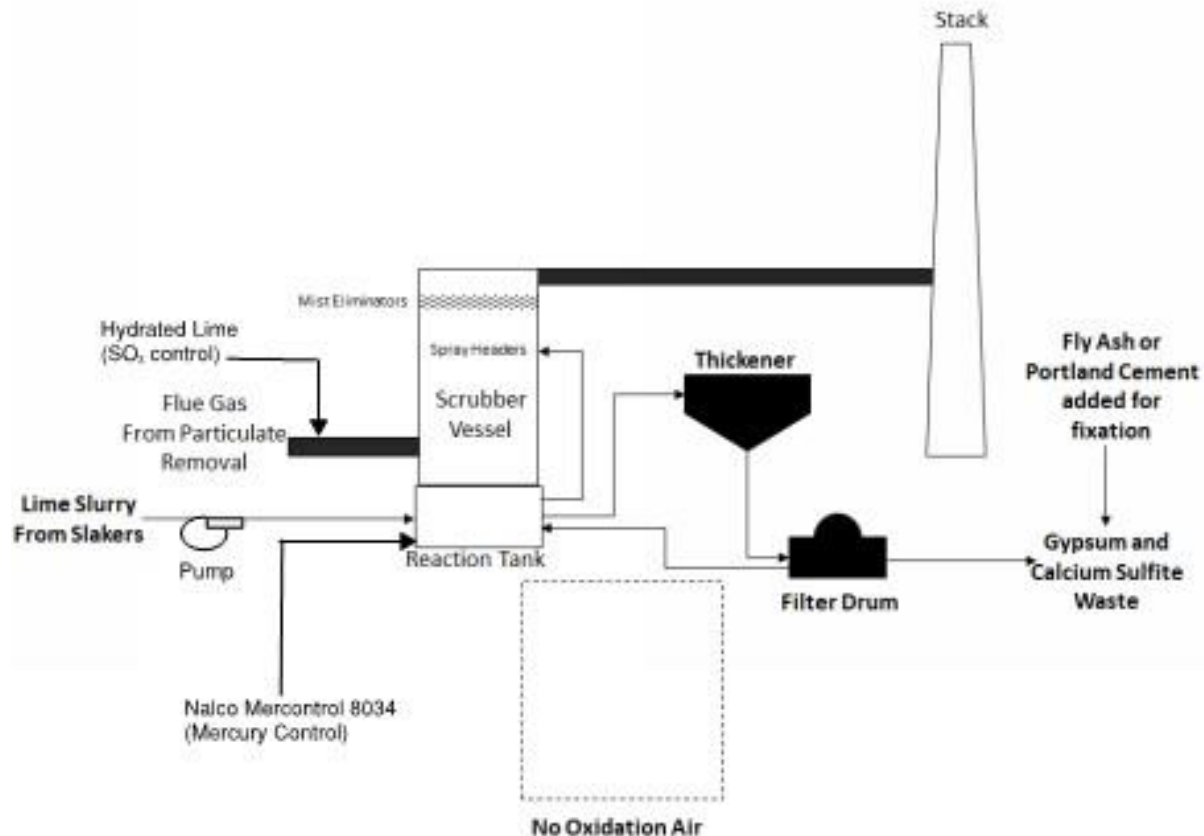 Stack
Mist Eliminators
Hydrated Lime
(SOₓ control)
Spray Headers
Thickener
Fly Ash or
Portland Cement
added for
fixation
Flue Gas
From Particulate
Removal
Scrubber
Vessel
Lime Slurry
From Slakers
Pump
Reaction Tank
Filter Drum
Gypsum and
Calcium Sulfite
Waste
Nalco Mercontrol 8034
(Mercury Control)
No Oxidation Air